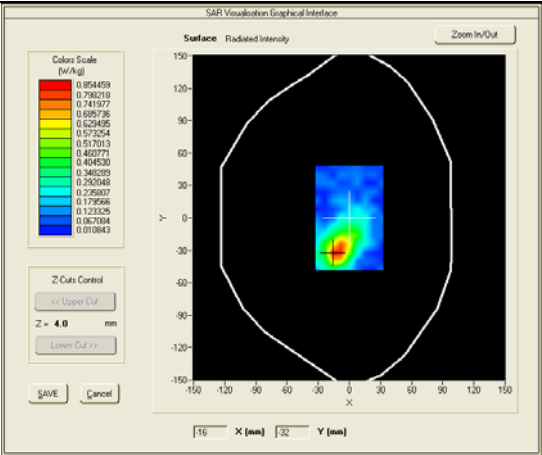 SAR Visualisation Graphical Interface
Surface Radiated Intensity
Zoom In/Out
Colors Scale
(W/kg)
0.854459
0.798218
0.741977
0.685736
0.629495
0.573254
0.517013
0.460771
0.404530
0.348289
0.292048
0.235807
0.179566
0.123325
0.067084
0.010843
Z-Cuts Control
<< Upper Cut
Z = 4.0 mm
Lower Cut >>
SAVE Cancel
150
120
90
60
30
0
-30
-60
-90
-120
-150
Y
-150 -120 -90 -60 -30 0 30 60 90 120 150
X
-16 X (mm) -32 Y (mm)